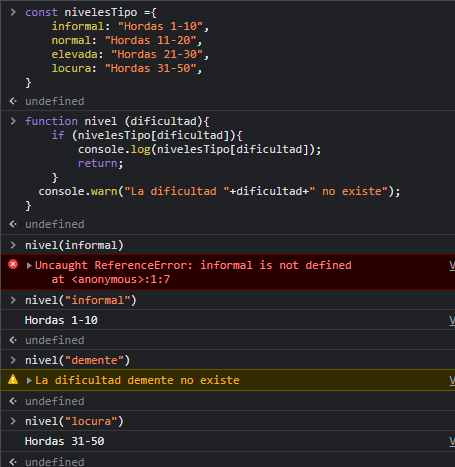 const nivelesTipo ={
informal: "Hordas 1-10",
normal: "Hordas 11-20",
elevada: "Hordas 21-30",
locura: "Hordas 31-50",
}
undefined
function nivel (dificultad){
if (nivelesTipo[dificultad]){
console.log(nivelesTipo[dificultad]);
return;
}
console.warn("La dificultad "+dificultad+" no existe");
}
undefined
nivel(informal)
Uncaught ReferenceError: informal is not defined V
at <anonymous>:1:7
nivel("informal")
Hordas 1-10 V
undefined
nivel("demente")
La dificultad demente no existe V
undefined
nivel("locura")
Hordas 31-50 V
undefined